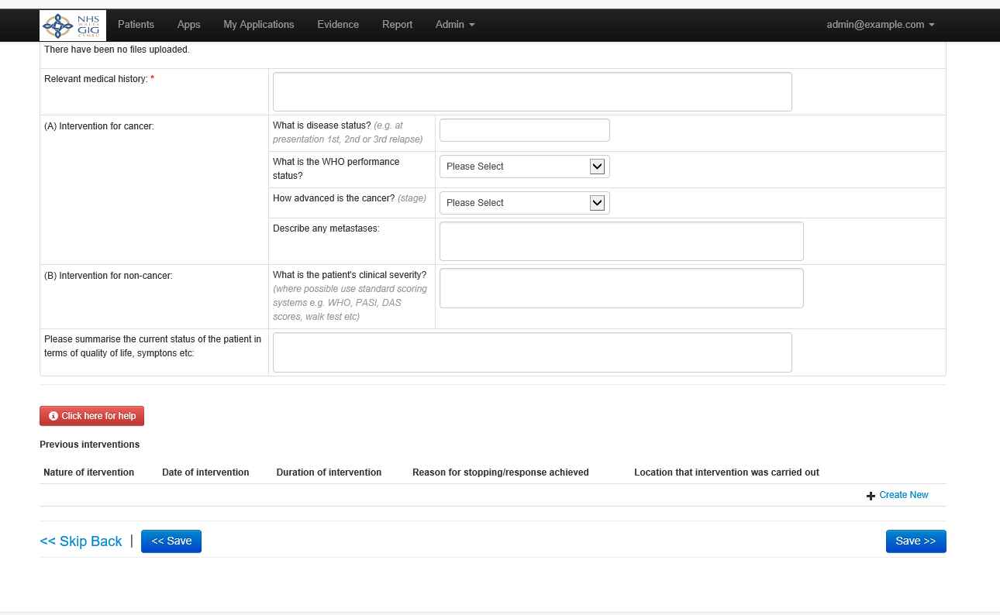 NHS
WALES
GIG
CYMRU
Patients Apps My Applications Evidence Report Admin admin@example.com
There have been no files uploaded.
Relevant medical history: *
(A) Intervention for cancer:
What is disease status? (e.g. at
presentation 1st, 2nd or 3rd relapse)
What is the WHO performance
status?
Please Select
How advanced is the cancer? (stage)
Please Select
Describe any metastases:
(B) Intervention for non-cancer:
What is the patient's clinical severity?
(where possible use standard scoring
systems e.g. WHO, PASI, DAS
scores, walk test etc)
Please summarise the current status of the patient in
terms of quality of life, symptons etc:
Click here for help
Previous interventions
Nature of itervention Date of intervention Duration of intervention Reason for stopping/response achieved Location that intervention was carried out
Create New
<< Skip Back | << Save Save >>